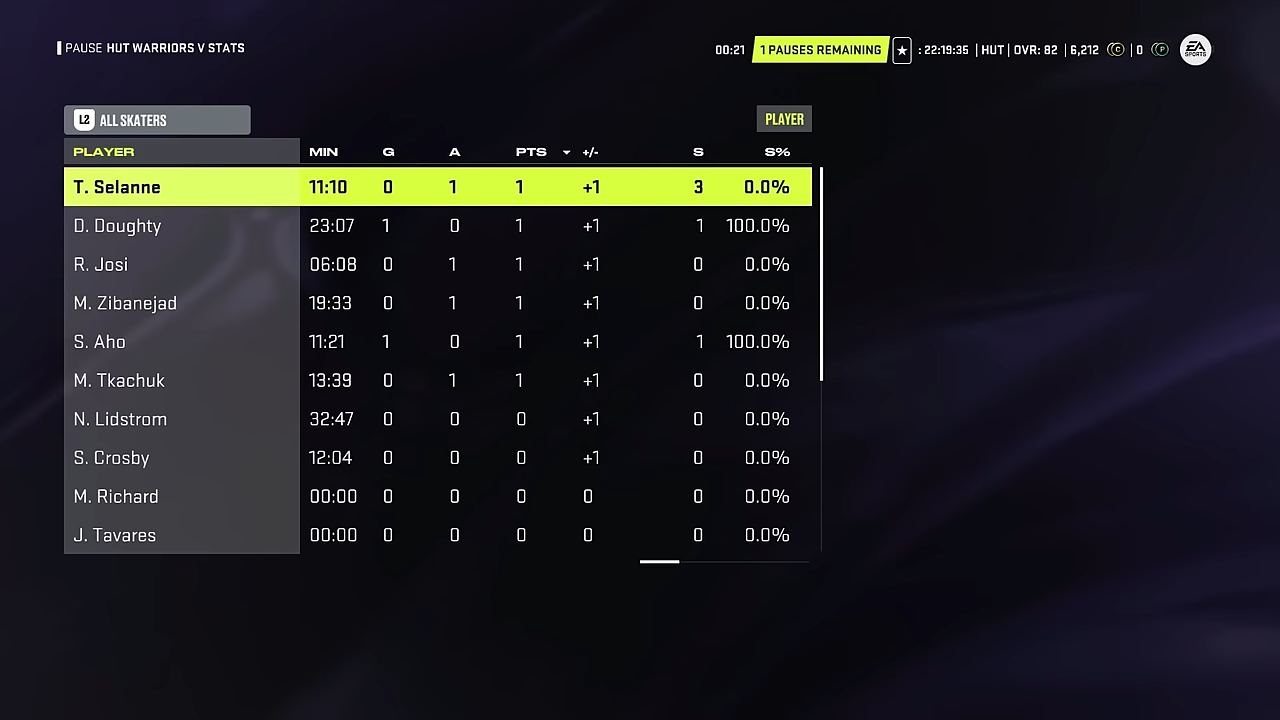 PAUSE HUT WARRIORS V STATS
00:21 1 PAUSES REMAINING ★ : 22:19:35 | HUT | OVR: 82 | 6,212 C | 0 P EA SPORTS
L2 ALL SKATERS PLAYER
PLAYER MIN G A PTS +/- S S%
T. Selanne 11:10 0 1 1 +1 3 0.0%
D. Doughty 23:07 1 0 1 +1 1 100.0%
R. Josi 06:08 0 1 1 +1 0 0.0%
M. Zibanejad 19:33 0 1 1 +1 0 0.0%
S. Aho 11:21 1 0 1 +1 1 100.0%
M. Tkachuk 13:39 0 1 1 +1 0 0.0%
N. Lidstrom 32:47 0 0 0 +1 0 0.0%
S. Crosby 12:04 0 0 0 +1 0 0.0%
M. Richard 00:00 0 0 0 0 0 0.0%
J. Tavares 00:00 0 0 0 0 0 0.0%